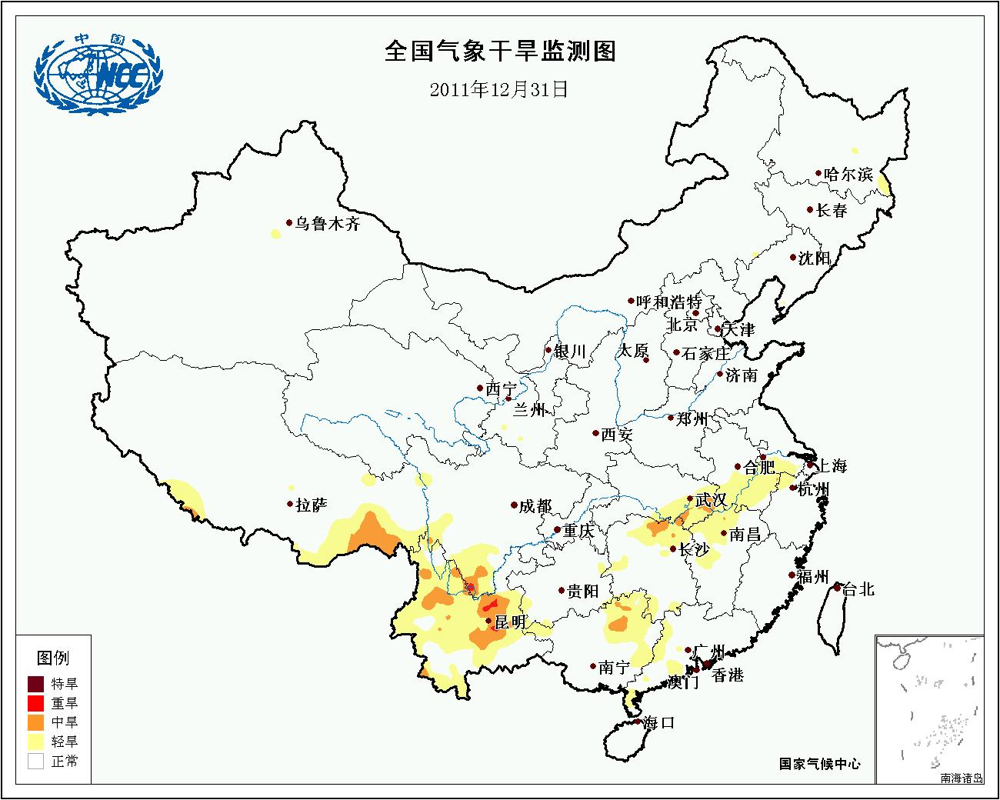 中国
NCC
全国气象干旱监测图
2011年12月31日
哈尔滨
长春
乌鲁木齐
沈阳
呼和浩特
北京
天津
银川
太原
石家庄
济南
西宁
兰州
郑州
西安
合肥
上海
杭州
武汉
拉萨
成都
重庆
南昌
长沙
福州
台北
贵阳
昆明
广州
南宁
澳门
香港
海口
图例
特旱
重旱
中旱
轻旱
正常
国家气候中心
南海诸岛